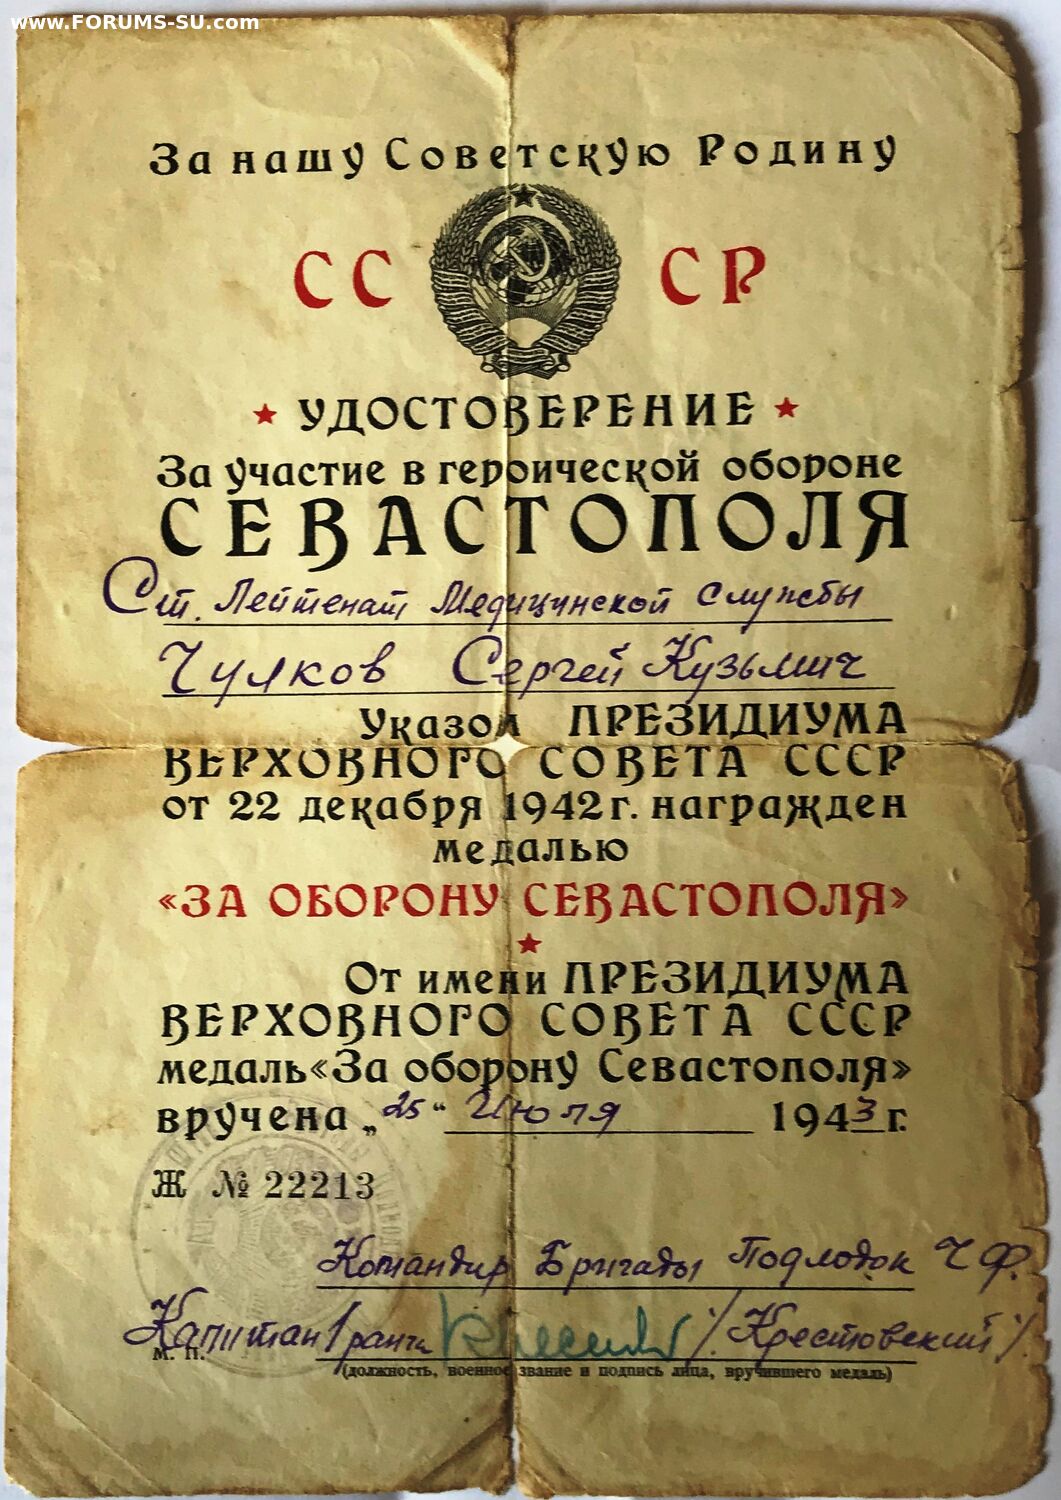 www.FORUMS-SU.com
За нашу Советскую Родину
СС СР
УДОСТОВЕРЕНИЕ
За участие в героической обороне
СЕВАСТОПОЛЯ
Ст. Лейтенант Медицинской службы
Чулков Сергей Кузьмич
Указом ПРЕЗИДИУМА
ВЕРХОВНОГО СОВЕТА СССР
от 22 декабря 1942 г. награжден
медалью
«ЗА ОБОРОНУ СЕВАСТОПОЛЯ»
От имени ПРЕЗИДИУМА
ВЕРХОВНОГО СОВЕТА СССР
медаль «За оборону Севастополя»
вручена „25“ Июля 1943 г.
Ж № 22213
Командир Бригады Подлодок ЧФ.
Капитан 1 ранга /Крестовский/.
М. П.
(должность, военное звание и подпись лица, вручившего медаль)